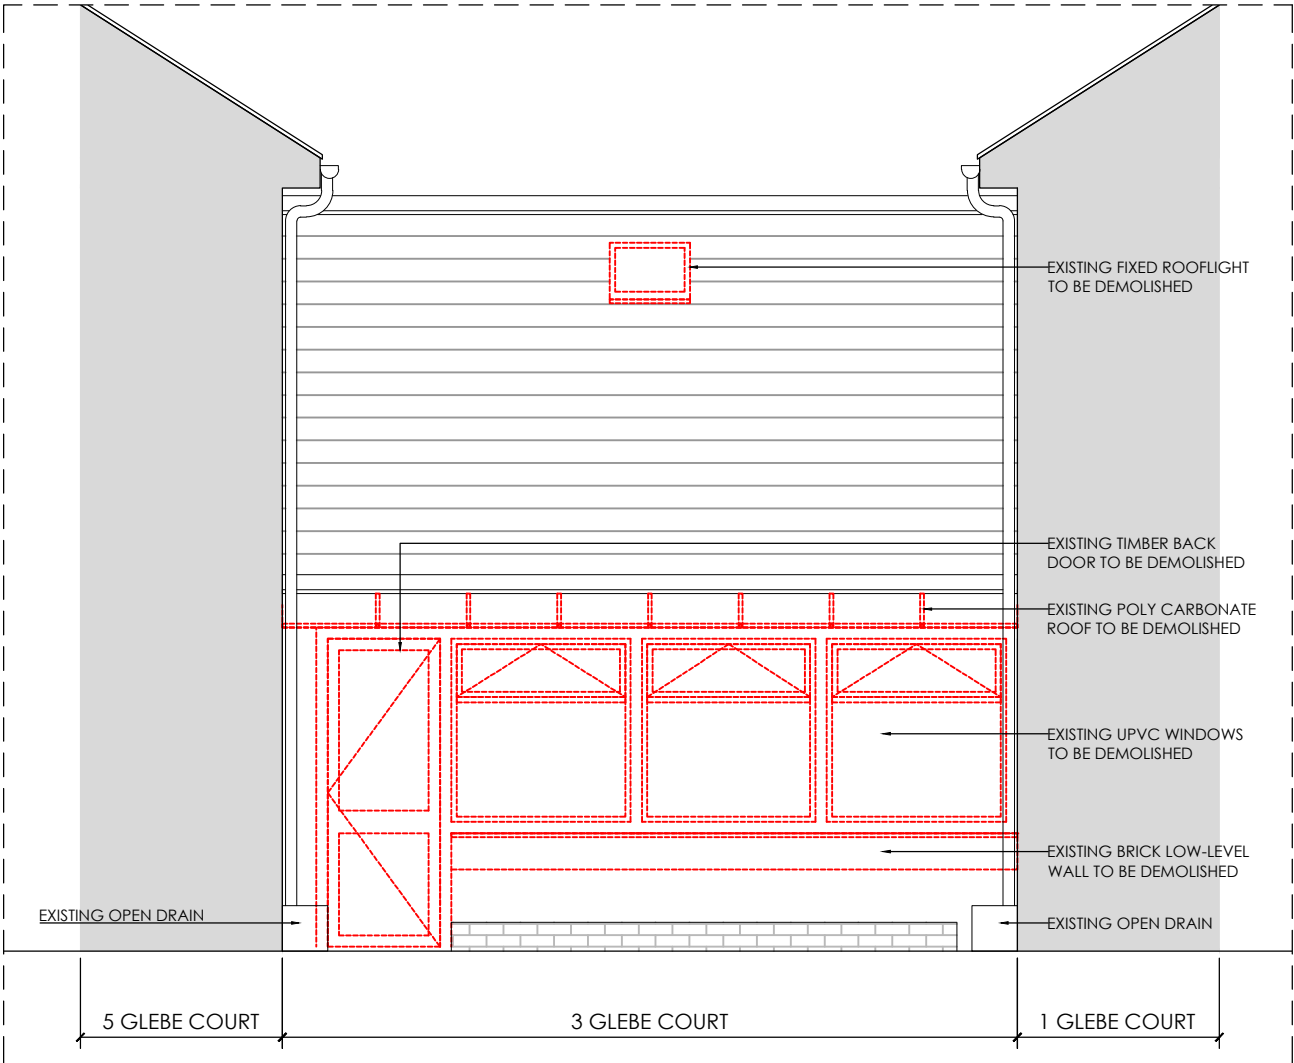 EXISTING FIXED ROOFLIGHT
TO BE DEMOLISHED
EXISTING TIMBER BACK
DOOR TO BE DEMOLISHED
EXISTING POLY CARBONATE
ROOF TO BE DEMOLISHED
EXISTING UPVC WINDOWS
TO BE DEMOLISHED
EXISTING BRICK LOW-LEVEL
WALL TO BE DEMOLISHED
EXISTING OPEN DRAIN
EXISTING OPEN DRAIN
5 GLEBE COURT
3 GLEBE COURT
1 GLEBE COURT